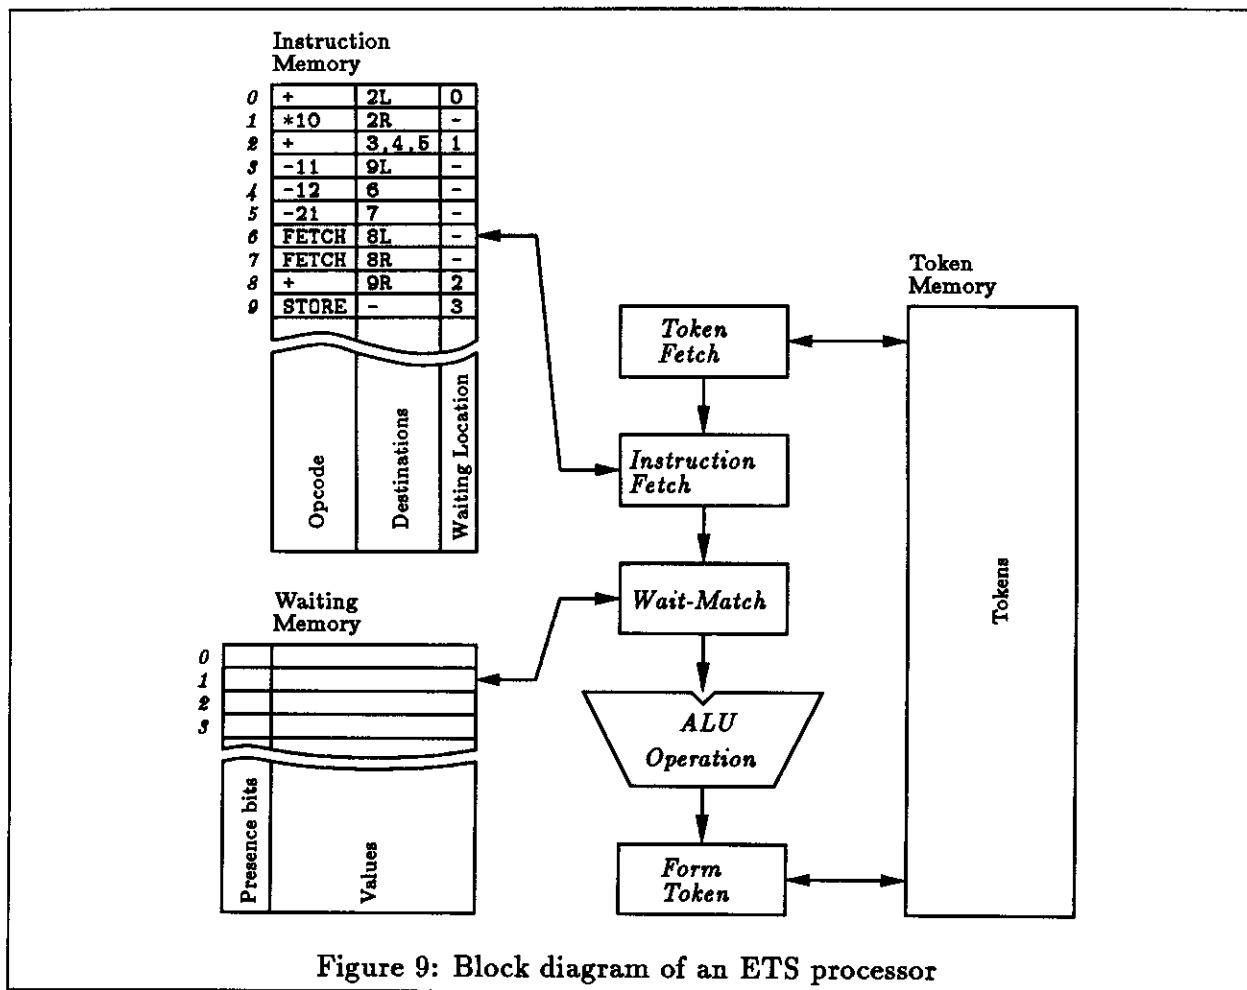 Instruction
Memory
0 + 2L 0
1 *10 2R -
2 + 3,4,5 1
3 -11 9L -
4 -12 6 -
5 -21 7 -
6 FETCH 8L -
7 FETCH 8R -
8 + 9R 2
9 STORE - 3
Opcode
Destinations
Waiting Location
Waiting
Memory
0
1
2
3
Presence bits
Values
Token
Fetch
Instruction
Fetch
Wait-Match
ALU
Operation
Form
Token
Token
Memory
Tokens
Figure 9: Block diagram of an ETS processor